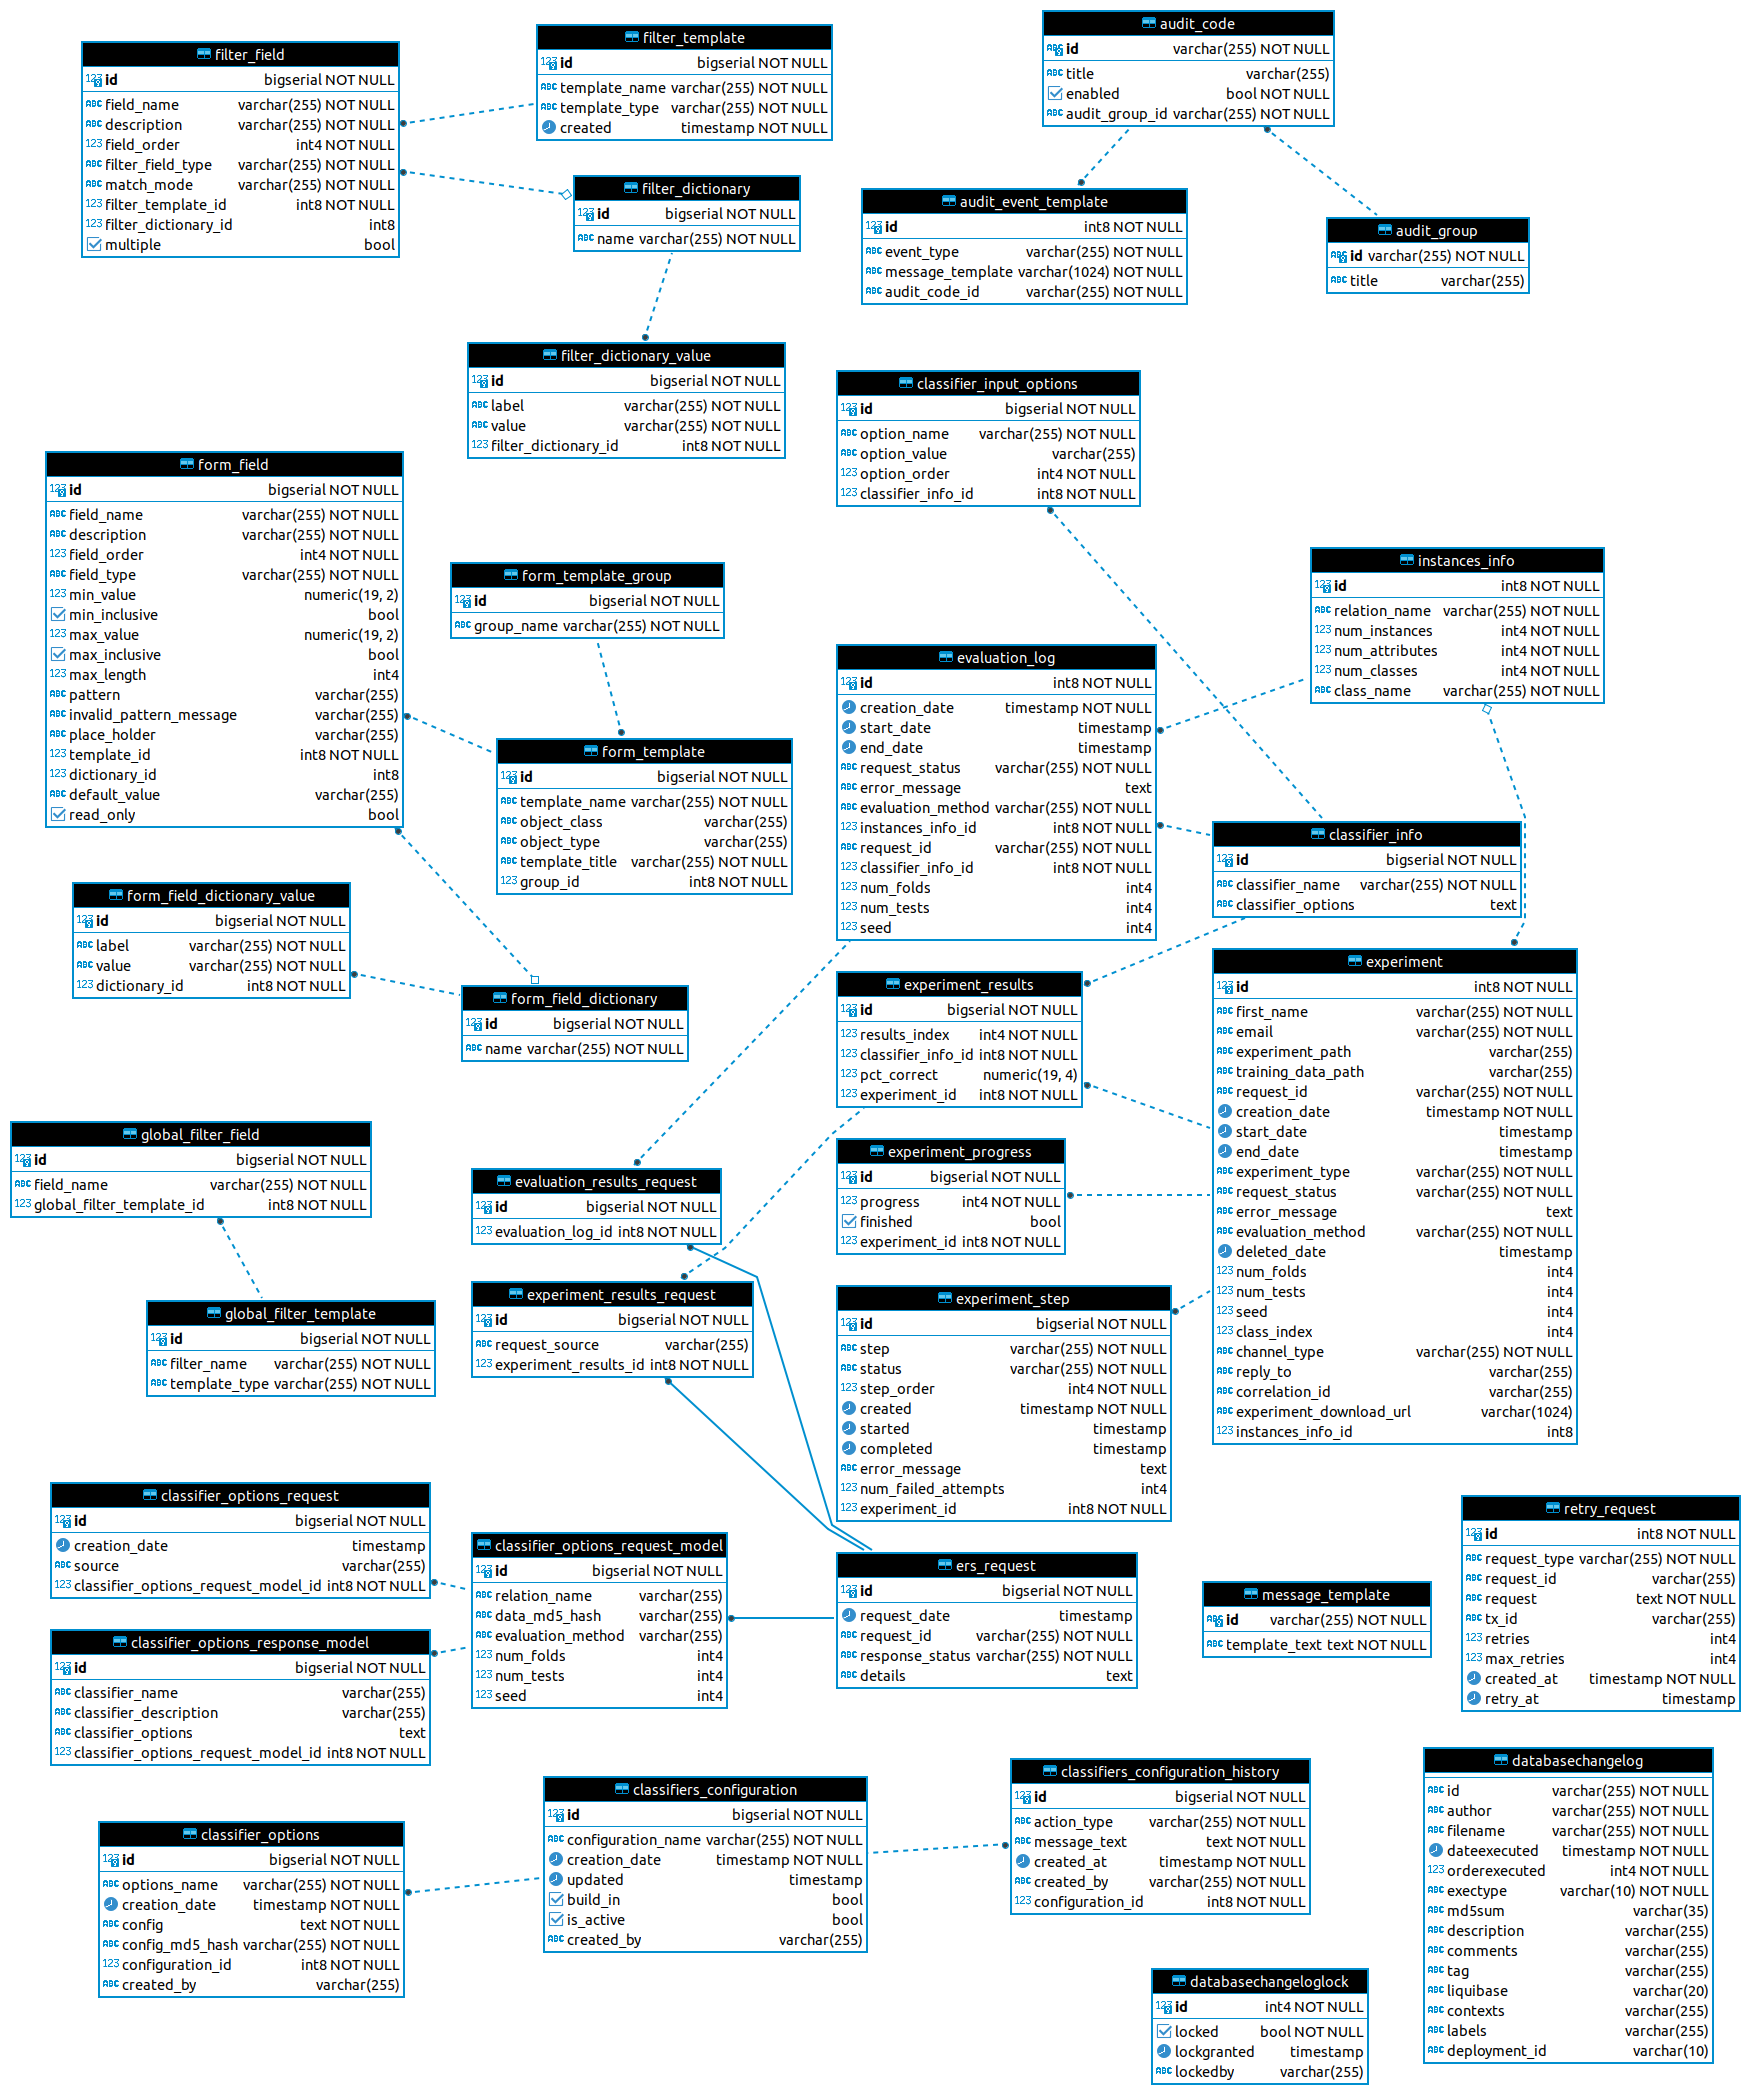 filter_field
id bigserial NOT NULL
field_name varchar(255) NOT NULL
description varchar(255) NOT NULL
field_order int4 NOT NULL
filter_field_type varchar(255) NOT NULL
match_mode varchar(255) NOT NULL
filter_template_id int8 NOT NULL
filter_dictionary_id int8
multiple bool
filter_template
id bigserial NOT NULL
template_name varchar(255) NOT NULL
template_type varchar(255) NOT NULL
created timestamp NOT NULL
audit_code
id varchar(255) NOT NULL
title varchar(255)
enabled bool NOT NULL
audit_group_id varchar(255) NOT NULL
filter_dictionary
id bigserial NOT NULL
name varchar(255) NOT NULL
audit_event_template
id int8 NOT NULL
event_type varchar(255) NOT NULL
message_template varchar(1024) NOT NULL
audit_code_id varchar(255) NOT NULL
audit_group
id varchar(255) NOT NULL
title varchar(255)
filter_dictionary_value
id bigserial NOT NULL
label varchar(255) NOT NULL
value varchar(255) NOT NULL
filter_dictionary_id int8 NOT NULL
classifier_input_options
id bigserial NOT NULL
option_name varchar(255) NOT NULL
option_value varchar(255)
option_order int4 NOT NULL
classifier_info_id int8 NOT NULL
form_field
id bigserial NOT NULL
field_name varchar(255) NOT NULL
description varchar(255) NOT NULL
field_order int4 NOT NULL
field_type varchar(255) NOT NULL
min_value numeric(19, 2)
min_inclusive bool
max_value numeric(19, 2)
max_inclusive bool
max_length int4
pattern varchar(255)
invalid_pattern_message varchar(255)
place_holder varchar(255)
template_id int8 NOT NULL
dictionary_id int8
default_value varchar(255)
read_only bool
form_template_group
id bigserial NOT NULL
group_name varchar(255) NOT NULL
instances_info
id int8 NOT NULL
relation_name varchar(255) NOT NULL
num_instances int4 NOT NULL
num_attributes int4 NOT NULL
num_classes int4 NOT NULL
class_name varchar(255) NOT NULL
evaluation_log
id int8 NOT NULL
creation_date timestamp NOT NULL
start_date timestamp
end_date timestamp
request_status varchar(255) NOT NULL
error_message text
evaluation_method varchar(255) NOT NULL
instances_info_id int8 NOT NULL
request_id varchar(255) NOT NULL
classifier_info_id int8 NOT NULL
num_folds int4
num_tests int4
seed int4
form_template
id bigserial NOT NULL
template_name varchar(255) NOT NULL
object_class varchar(255)
object_type varchar(255)
template_title varchar(255) NOT NULL
group_id int8 NOT NULL
classifier_info
id bigserial NOT NULL
classifier_name varchar(255) NOT NULL
classifier_options text
form_field_dictionary_value
id bigserial NOT NULL
label varchar(255) NOT NULL
value varchar(255) NOT NULL
dictionary_id int8 NOT NULL
form_field_dictionary
id bigserial NOT NULL
name varchar(255) NOT NULL
experiment_results
id bigserial NOT NULL
results_index int4 NOT NULL
classifier_info_id int8 NOT NULL
pct_correct numeric(19, 4)
experiment_id int8 NOT NULL
experiment
id int8 NOT NULL
first_name varchar(255) NOT NULL
email varchar(255) NOT NULL
experiment_path varchar(255)
training_data_path varchar(255)
request_id varchar(255) NOT NULL
creation_date timestamp NOT NULL
start_date timestamp
end_date timestamp
experiment_type varchar(255) NOT NULL
request_status varchar(255) NOT NULL
error_message text
evaluation_method varchar(255) NOT NULL
deleted_date timestamp
num_folds int4
num_tests int4
seed int4
class_index int4
channel_type varchar(255) NOT NULL
reply_to varchar(255)
correlation_id varchar(255)
experiment_download_url varchar(1024)
instances_info_id int8
global_filter_field
id bigserial NOT NULL
field_name varchar(255) NOT NULL
global_filter_template_id int8 NOT NULL
experiment_progress
id bigserial NOT NULL
progress int4 NOT NULL
finished bool
experiment_id int8 NOT NULL
evaluation_results_request
id bigserial NOT NULL
evaluation_log_id int8 NOT NULL
experiment_results_request
id bigserial NOT NULL
request_source varchar(255)
experiment_results_id int8 NOT NULL
global_filter_template
id bigserial NOT NULL
filter_name varchar(255) NOT NULL
template_type varchar(255) NOT NULL
experiment_step
id bigserial NOT NULL
step varchar(255) NOT NULL
status varchar(255) NOT NULL
step_order int4 NOT NULL
created timestamp NOT NULL
started timestamp
completed timestamp
error_message text
num_failed_attempts int4
experiment_id int8 NOT NULL
classifier_options_request
id bigserial NOT NULL
creation_date timestamp
source varchar(255)
classifier_options_request_model_id int8 NOT NULL
classifier_options_request_model
id bigserial NOT NULL
relation_name varchar(255)
data_md5_hash varchar(255)
evaluation_method varchar(255)
num_folds int4
num_tests int4
seed int4
ers_request
id bigserial NOT NULL
request_date timestamp
request_id varchar(255) NOT NULL
response_status varchar(255) NOT NULL
details text
message_template
id varchar(255) NOT NULL
template_text text NOT NULL
retry_request
id int8 NOT NULL
request_type varchar(255) NOT NULL
request_id varchar(255)
request text NOT NULL
tx_id varchar(255)
retries int4
max_retries int4
created_at timestamp NOT NULL
retry_at timestamp
classifier_options_response_model
id bigserial NOT NULL
classifier_name varchar(255)
classifier_description varchar(255)
classifier_options text
classifier_options_request_model_id int8 NOT NULL
classifiers_configuration
id bigserial NOT NULL
configuration_name varchar(255) NOT NULL
creation_date timestamp NOT NULL
updated timestamp
build_in bool
is_active bool
created_by varchar(255)
classifiers_configuration_history
id bigserial NOT NULL
action_type varchar(255) NOT NULL
message_text text NOT NULL
created_at timestamp NOT NULL
created_by varchar(255) NOT NULL
configuration_id int8 NOT NULL
databasechangelog
id varchar(255) NOT NULL
author varchar(255) NOT NULL
filename varchar(255) NOT NULL
dateexecuted timestamp NOT NULL
orderexecuted int4 NOT NULL
exectype varchar(10) NOT NULL
md5sum varchar(35)
description varchar(255)
comments varchar(255)
tag varchar(255)
liquibase varchar(20)
contexts varchar(255)
labels varchar(255)
deployment_id varchar(10)
classifier_options
id bigserial NOT NULL
options_name varchar(255) NOT NULL
creation_date timestamp NOT NULL
config text NOT NULL
config_md5_hash varchar(255) NOT NULL
configuration_id int8 NOT NULL
created_by varchar(255)
databasechangeloglock
id int4 NOT NULL
locked bool NOT NULL
lockgranted timestamp
lockedby varchar(255)